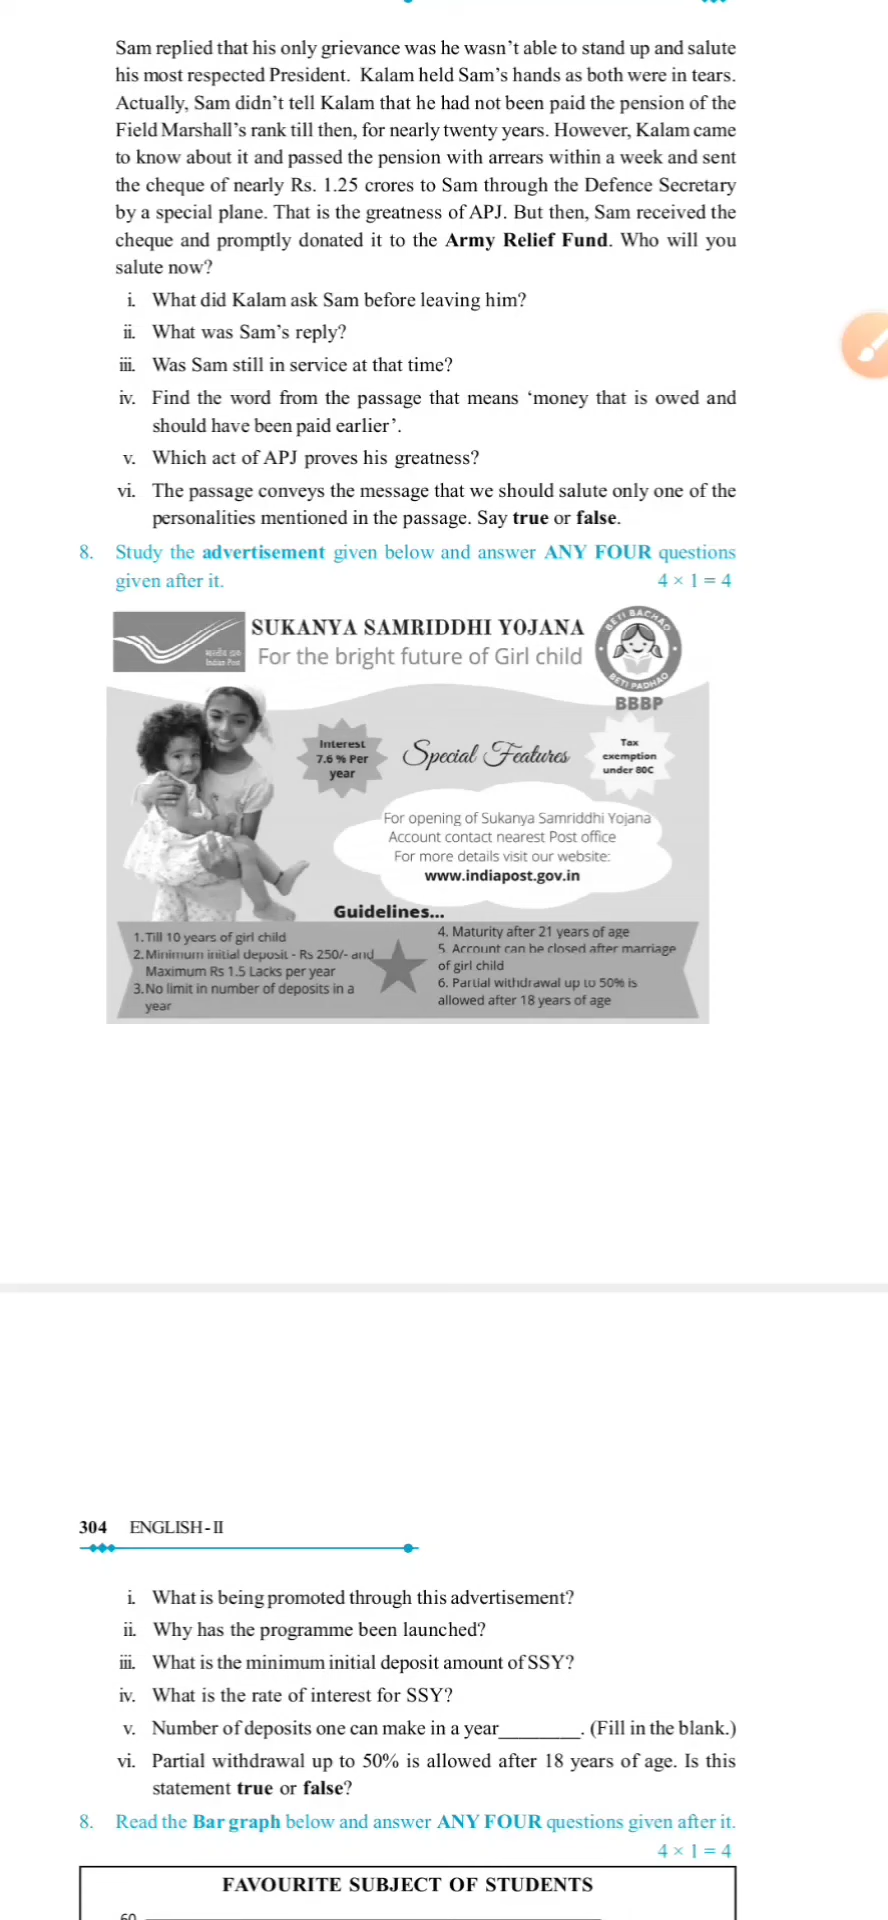 Sam replied that his only grievance was he wasn't able to stand up and salute
his most respected President. Kalam held Sam's hands as both were in tears.
Actually, Sam didn't tell Kalam that he had not been paid the pension of the
Field Marshall's rank till then, for nearly twenty years. However, Kalam came
to know about it and passed the pension with arrears within a week and sent
the cheque of nearly Rs. 1.25 crores to Sam through the Defence Secretary
by a special plane. That is the greatness of APJ. But then, Sam received the
cheque and promptly donated it to the Army Relief Fund. Who will you
salute now?
i. What did Kalam ask Sam before leaving him?
ii. What was Sam's reply?
iii. Was Sam still in service at that time?
iv. Find the word from the passage that means 'money that is owed and
should have been paid earlier'.
v. Which act of APJ proves his greatness?
vi. The passage conveys the message that we should salute only one of the
personalities mentioned in the passage. Say true or false.
8. Study the advertisement given below and answer ANY FOUR questions
given after it. 4 × 1 = 4
SUKANYA SAMRIDDHI YOJANA
For the bright future of Girl child
India Post
BETI BACHAO
BETI PADHAO
BBBP
Interest
7.6 % Per
year
Special Features
Tax
exemption
under 80C
For opening of Sukanya Samriddhi Yojana
Account contact nearest Post office
For more details visit our website:
www.indiapost.gov.in
Guidelines...
1.Till 10 years of girl child
2.Minimum initial deposit - Rs 250/- and
Maximum Rs 1.5 Lacks per year
3.No limit in number of deposits in a
year
4. Maturity after 21 years of age
5. Account can be closed after marriage
of girl child
6. Partial withdrawal up to 50% is
allowed after 18 years of age
304 ENGLISH-II
i. What is being promoted through this advertisement?
ii. Why has the programme been launched?
iii. What is the minimum initial deposit amount of SSY?
iv. What is the rate of interest for SSY?
v. Number of deposits one can make in a year________. (Fill in the blank.)
vi. Partial withdrawal up to 50% is allowed after 18 years of age. Is this
statement true or false?
8. Read the Bar graph below and answer ANY FOUR questions given after it.
4 × 1 = 4
FAVOURITE SUBJECT OF STUDENTS
60